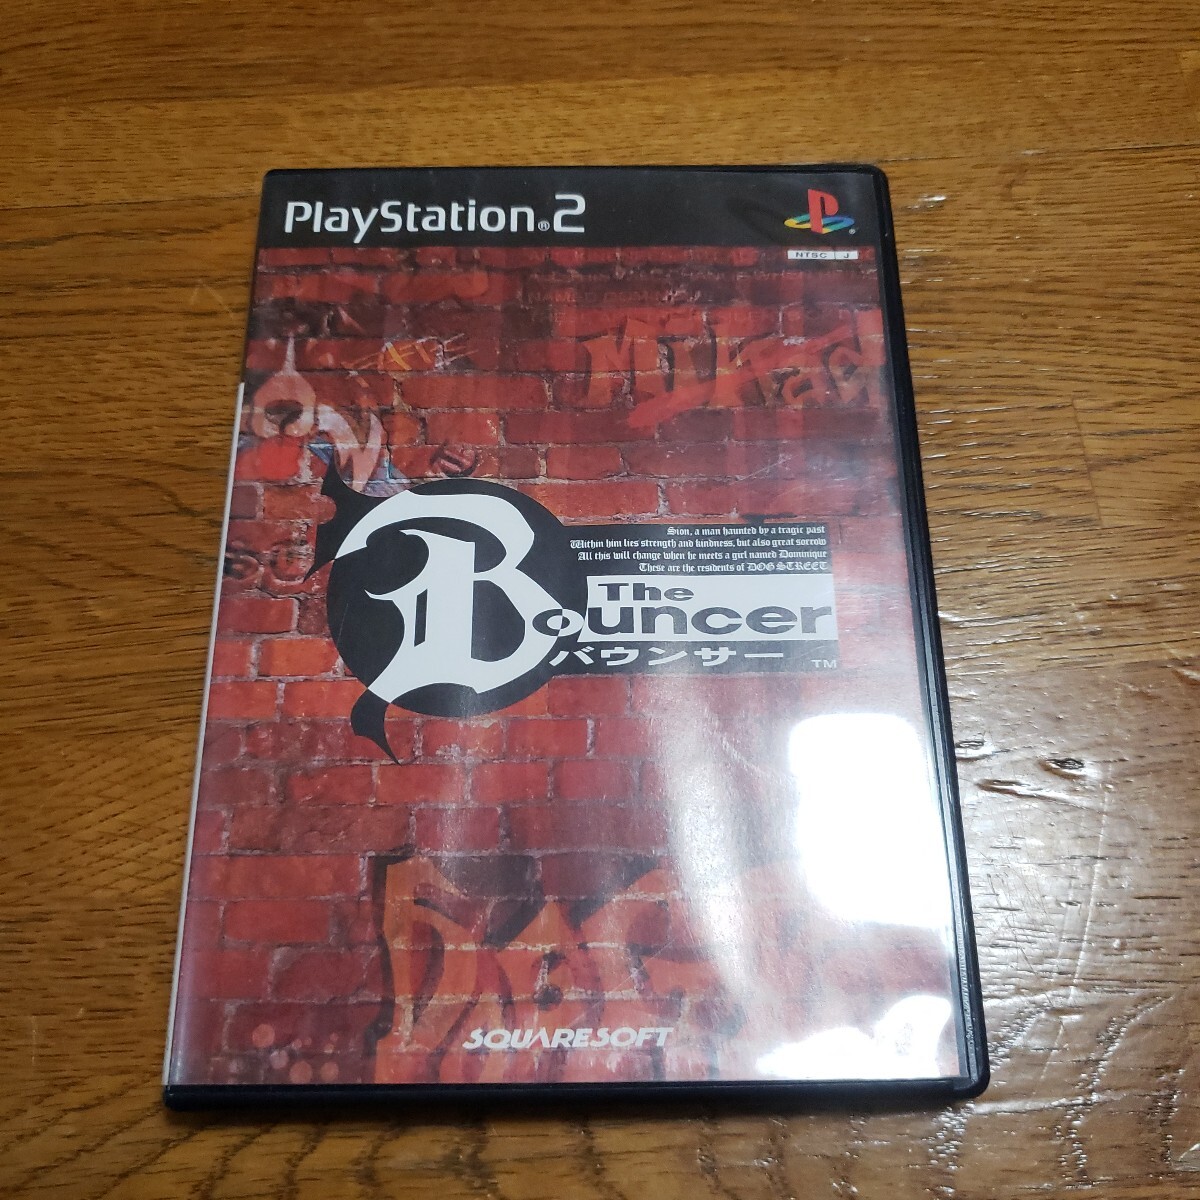 PlayStation®2
NTSC J
MIKADO
Sion, a man haunted by a tragic past
Within him lies strength and kindness, but also great sorrow
All this will change when he meets a girl named Dominique
These are the residents of DOG STREET
The
Bouncer
バウンサー
TM
DOG
SQUARESOFT